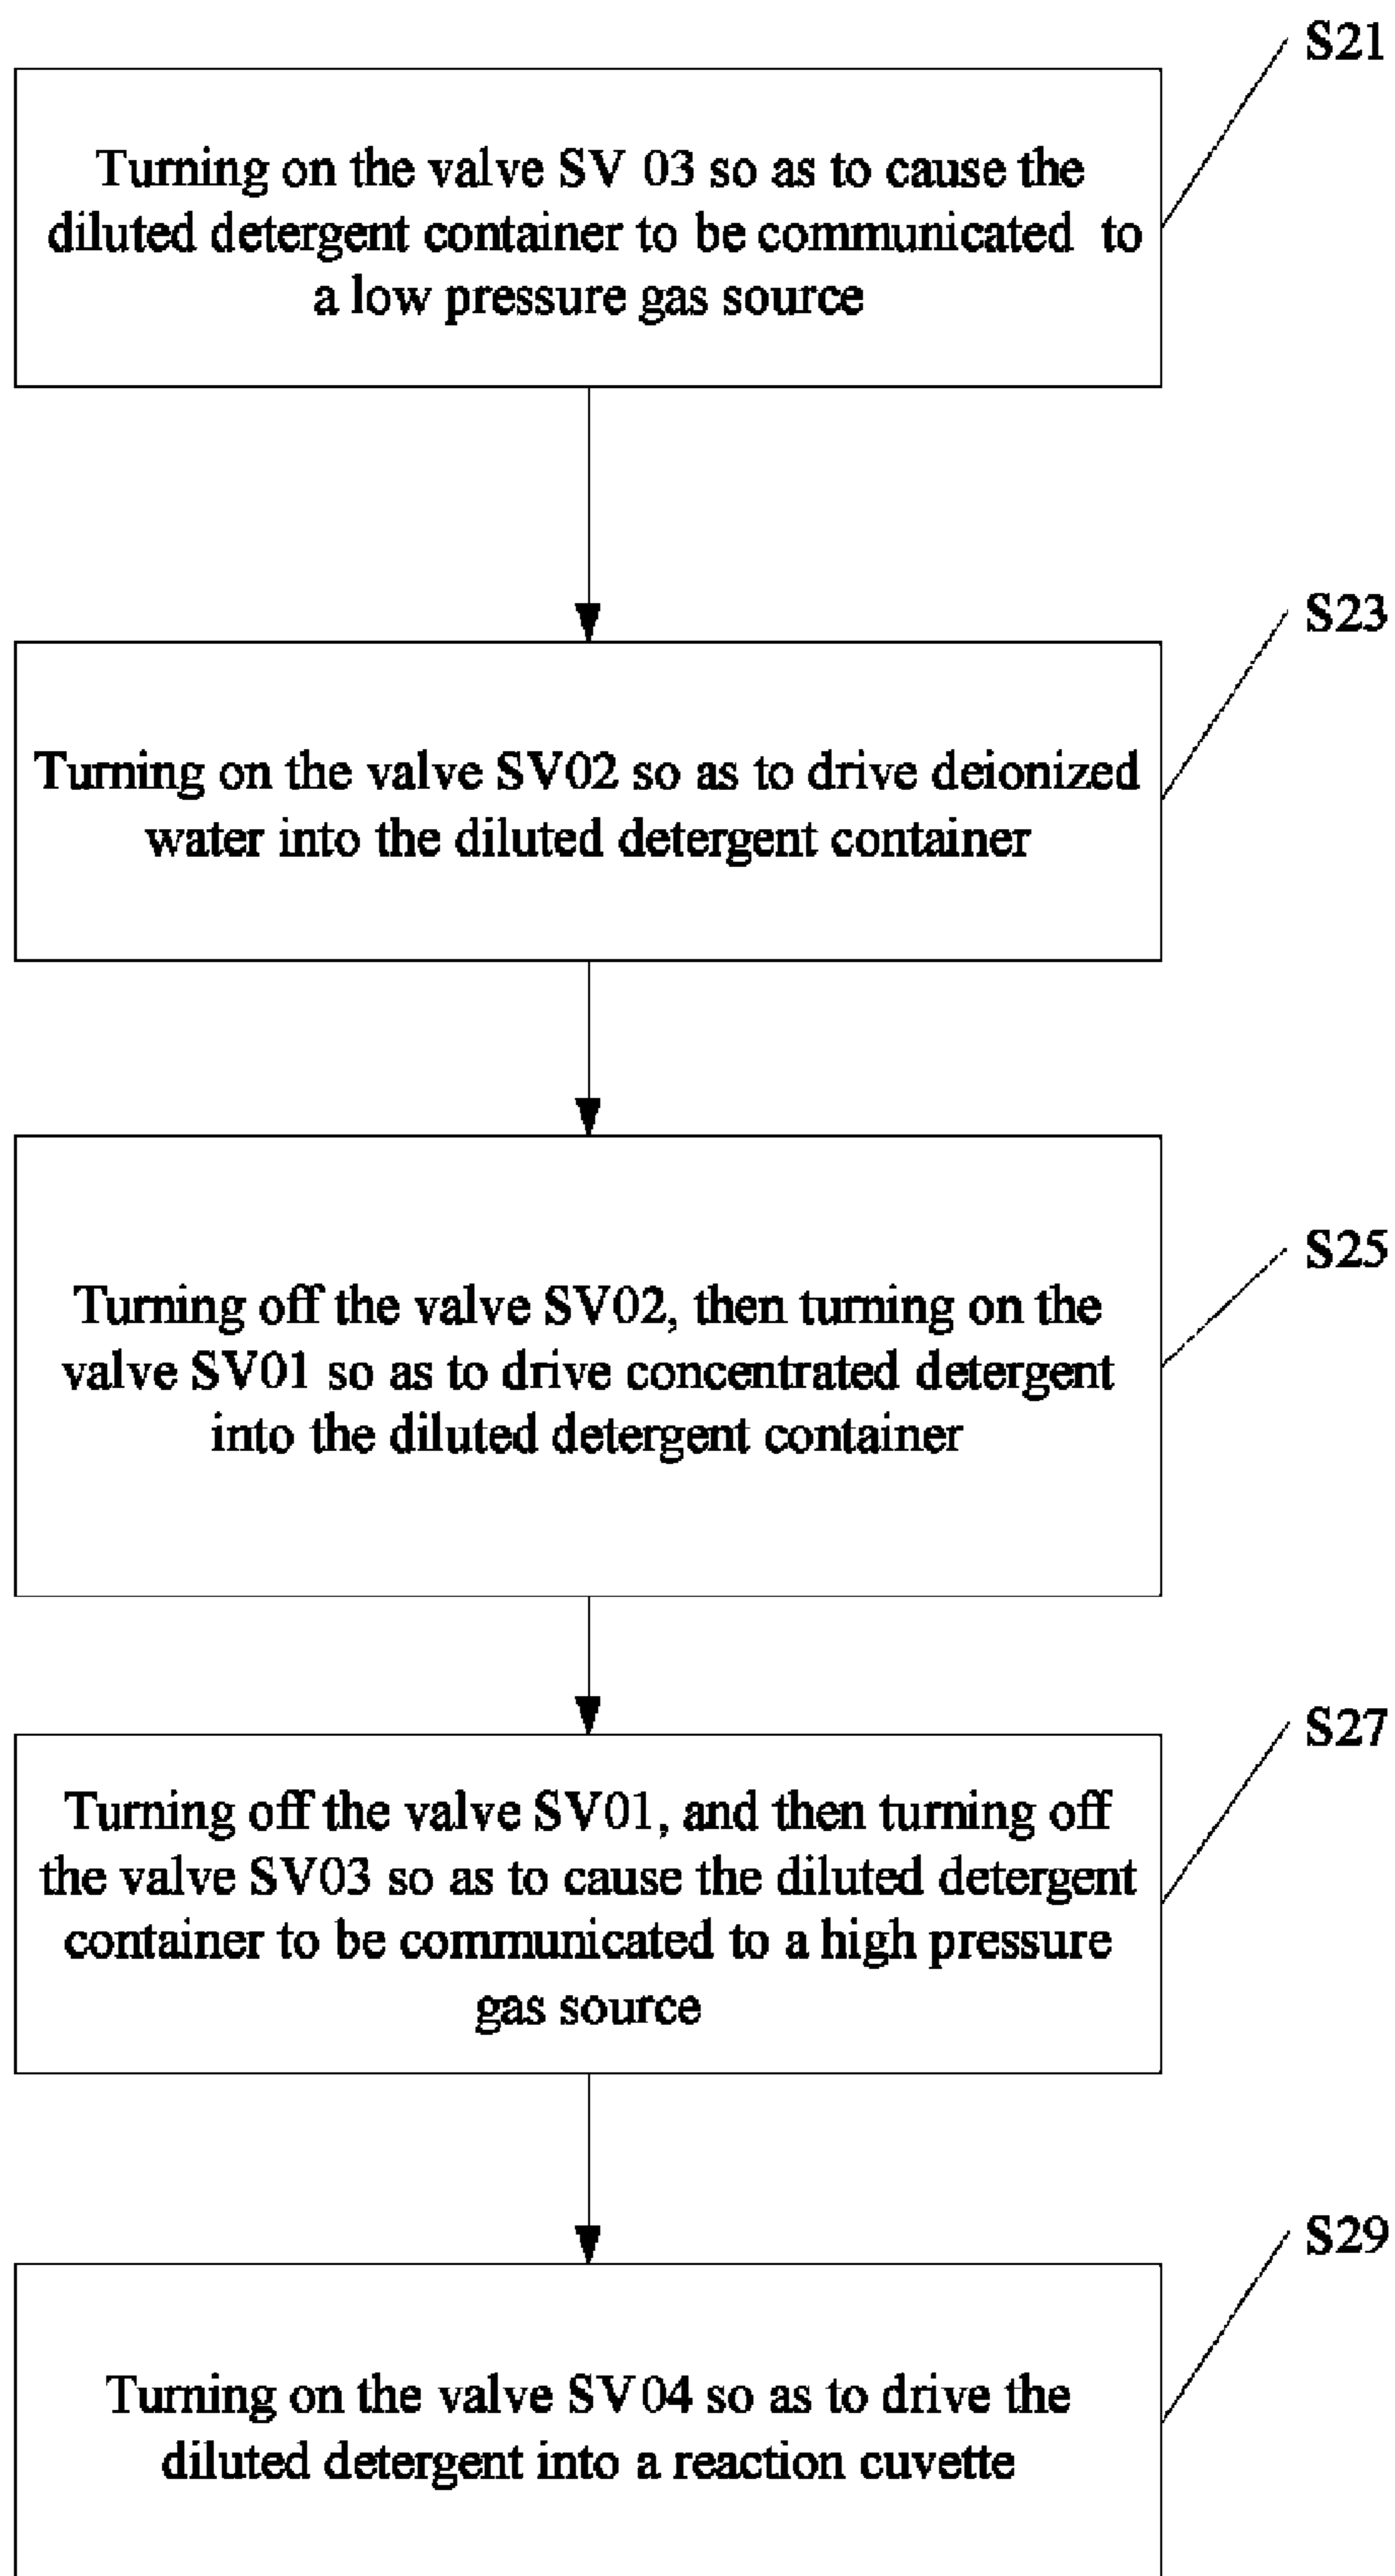 S21
Turning on the valve SV 03 so as to cause the
diluted detergent container to be communicated to
a low pressure gas source
S23
Turning on the valve SV02 so as to drive deionized
water into the diluted detergent container
S25
Turning off the valve SV02, then turning on the
valve SV01 so as to drive concentrated detergent
into the diluted detergent container
S27
Turning off the valve SV01, and then turning off
the valve SV03 so as to cause the diluted detergent
container to be communicated to a high pressure
gas source
S29
Turning on the valve SV04 so as to drive the
diluted detergent into a reaction cuvette